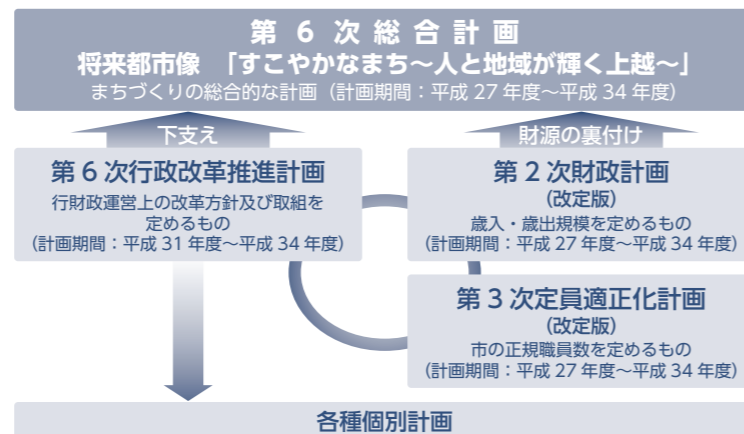 第 6 次 総 合 計 画
将来都市像 「すこやかなまち～人と地域が輝く上越～」
まちづくりの総合的な計画（計画期間：平成 27 年度～平成 34 年度）
下支え
財源の裏付け
第 6 次行政改革推進計画
行財政運営上の改革方針及び取組を
定めるもの
（計画期間：平成 31 年度～平成 34 年度）
第 2 次財政計画
（改定版）
歳入・歳出規模を定めるもの
（計画期間：平成 27 年度～平成 34 年度）
第 3 次定員適正化計画
（改定版）
市の正規職員数を定めるもの
（計画期間：平成 27 年度～平成 34 年度）
各種個別計画